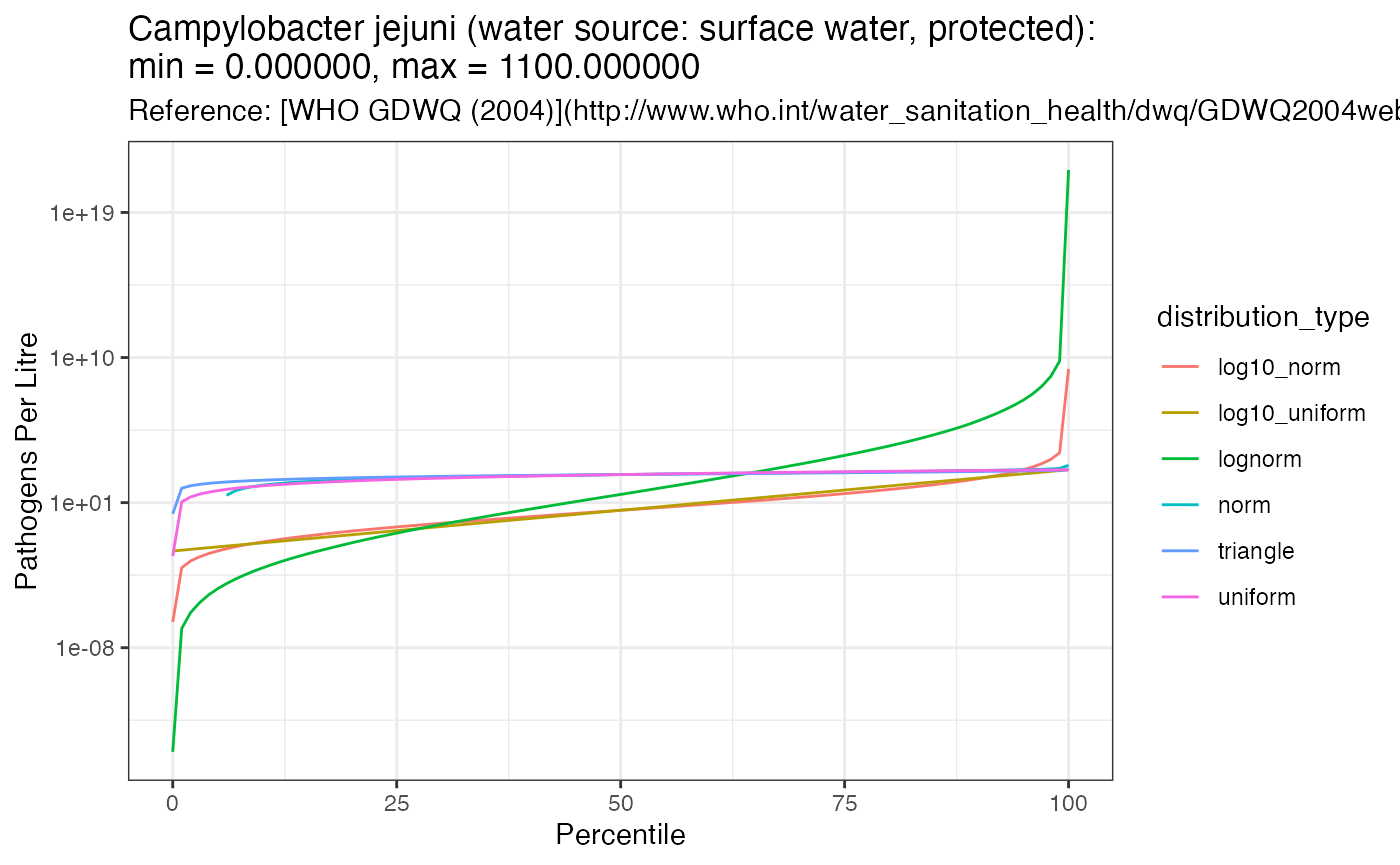 Campylobacter jejuni (water source: surface water, protected):
min = 0.000000, max = 1100.000000
Reference: [WHO GDWQ (2004)](http://www.who.int/water_sanitation_health/dwq/GDWQ2004web
1e+19
1e+10
1e+01
1e-08
Pathogens Per Litre
0 25 50 75 100
Percentile
distribution_type
log10_norm
log10_uniform
lognorm
norm
triangle
uniform